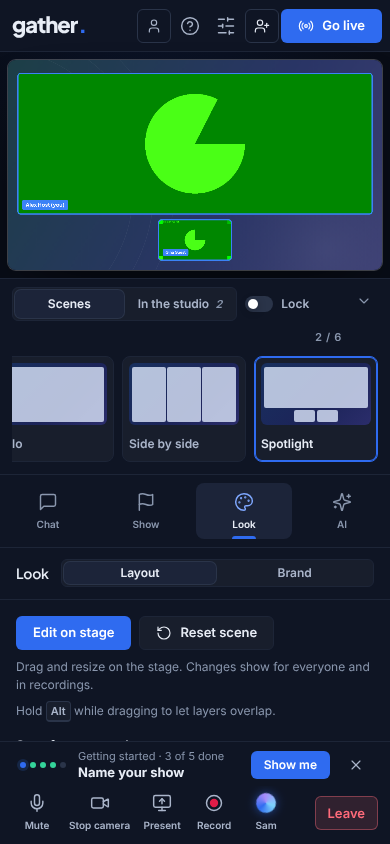 gather.
Go live
Alex Host (you)
Scenes
In the studio 2
Lock
2 / 6
lo
Side by side
Spotlight
Chat
Show
Look
AI
Look
Layout
Brand
Edit on stage
Reset scene
Drag and resize on the stage. Changes show for everyone and
in recordings.
Hold Alt while dragging to let layers overlap.
Getting started · 3 of 5 done
Name your show
Show me
Mute
Stop camera
Present
Record
Sam
Leave